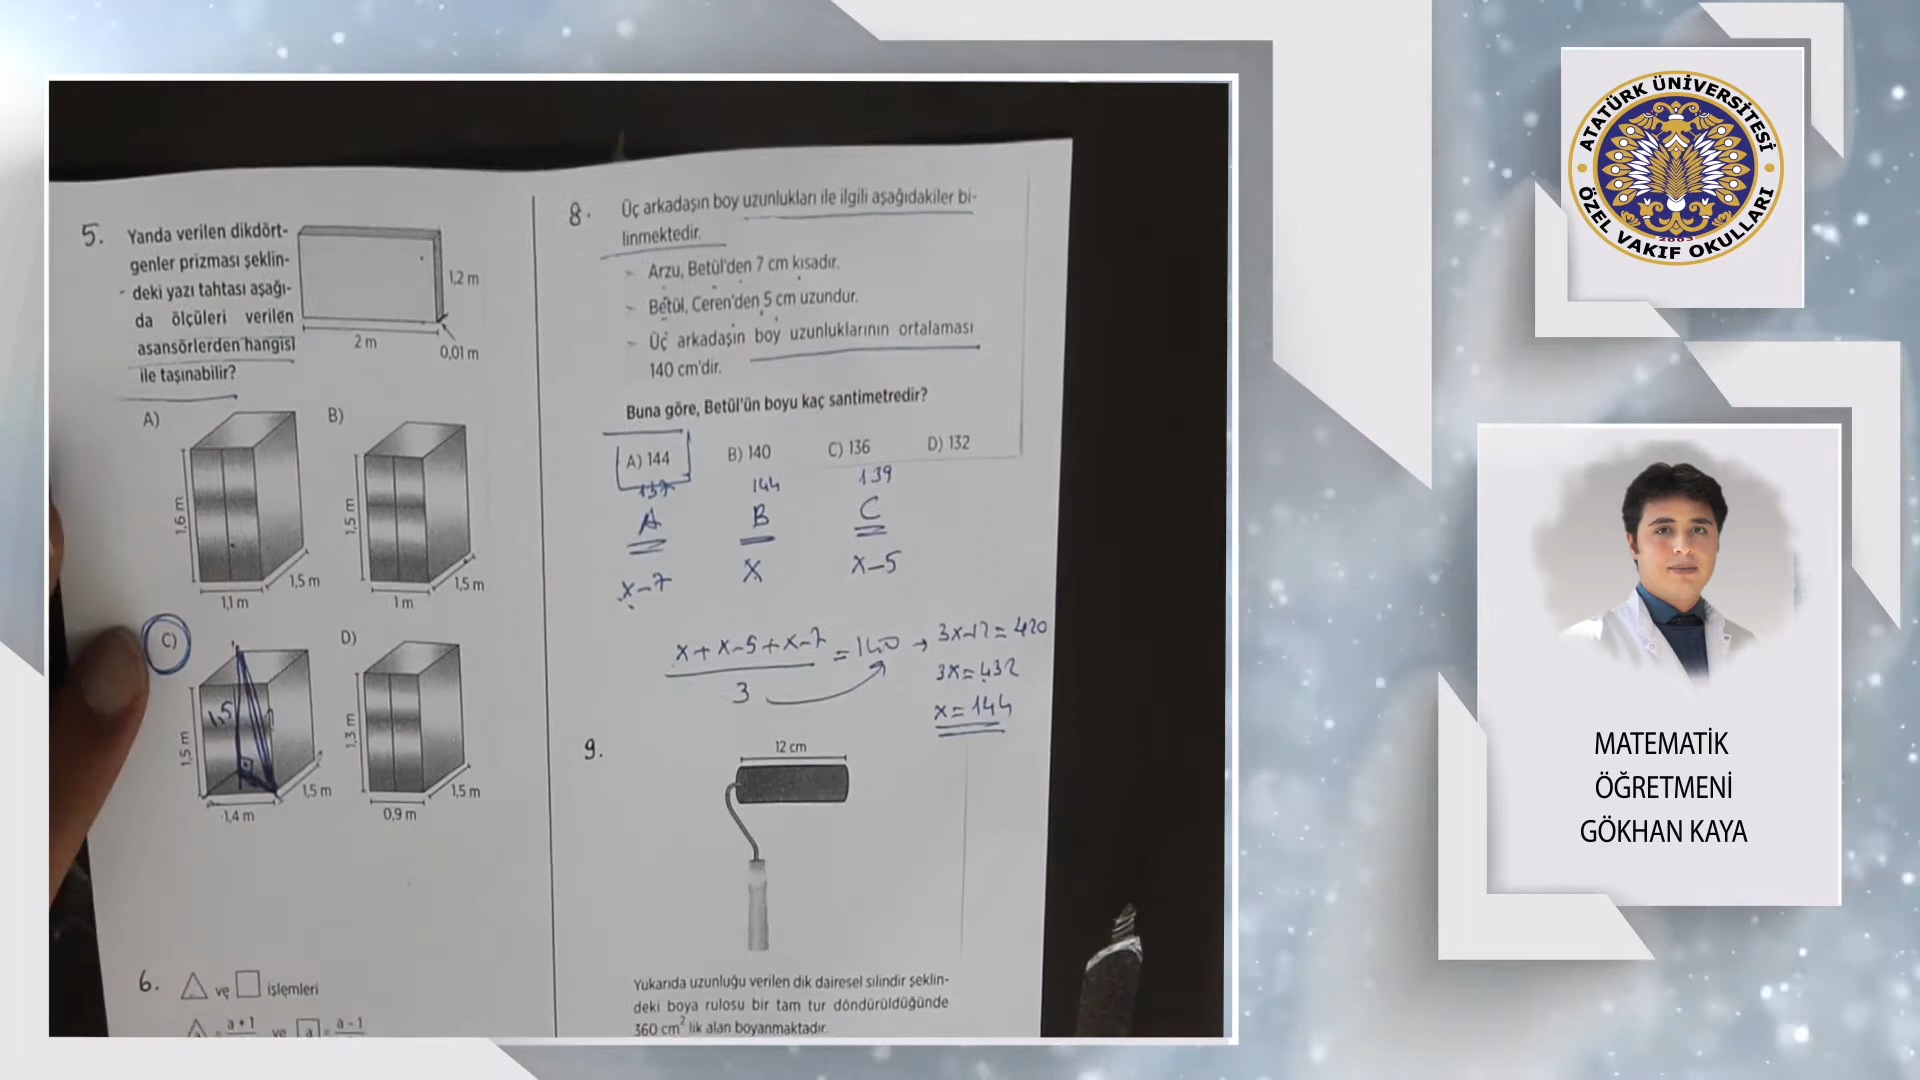 5.
Yanda verilen dikdört-
genler prizması şeklin-
deki yazı tahtası aşağı-
da ölçüleri verilen
asansörlerden hangisi
ile taşınabilir?
1,2 m
2 m
0,01 m
A)
1,6 m
1,1 m
1,5 m
B)
1,5 m
1 m
1,5 m
C)
1,5
1,5 m
1,4 m
1,5 m
D)
1,3 m
0,9 m
1,5 m
6.
ve
işlemleri
a + 1
ve
a
=
a - 1
8.
Üç arkadaşın boy uzunlukları ile ilgili aşağıdakiler bi-
linmektedir.
– Arzu, Betül'den 7 cm kısadır.
– Betül, Ceren'den 5 cm uzundur.
– Üç arkadaşın boy uzunluklarının ortalaması
140 cm'dir.
Buna göre, Betül'ün boyu kaç santimetredir?
A) 144 B) 140 C) 136 D) 132
137 144 139
A B C
x-7 x x-5
x + x-5 + x-7
3
= 140 → 3x-12 = 420
3x = 432
x = 144
9.
12 cm
Yukarıda uzunluğu verilen dik dairesel silindir şeklin-
deki boya rulosu bir tam tur döndürüldüğünde
360 cm² lik alan boyanmaktadır.
ATATÜRK ÜNİVERSİTESİ
2003
ÖZEL VAKIF OKULLARI
MATEMATİK
ÖĞRETMENİ
GÖKHAN KAYA